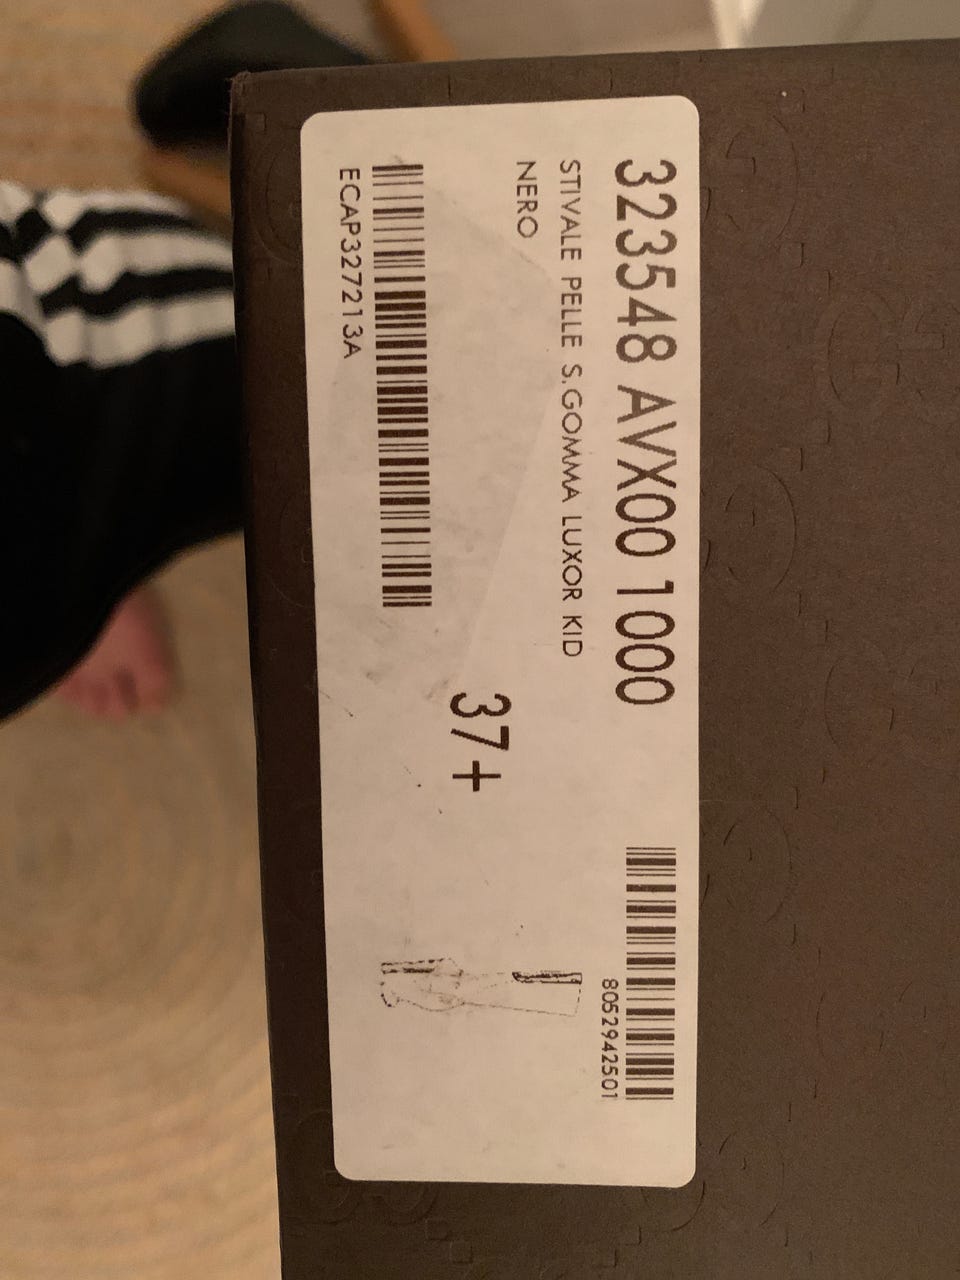 323548 AVX00 1000
8052942501
STIVALE PELLE S.GOMMA LUXOR KID
NERO
37+
ECAP327213A